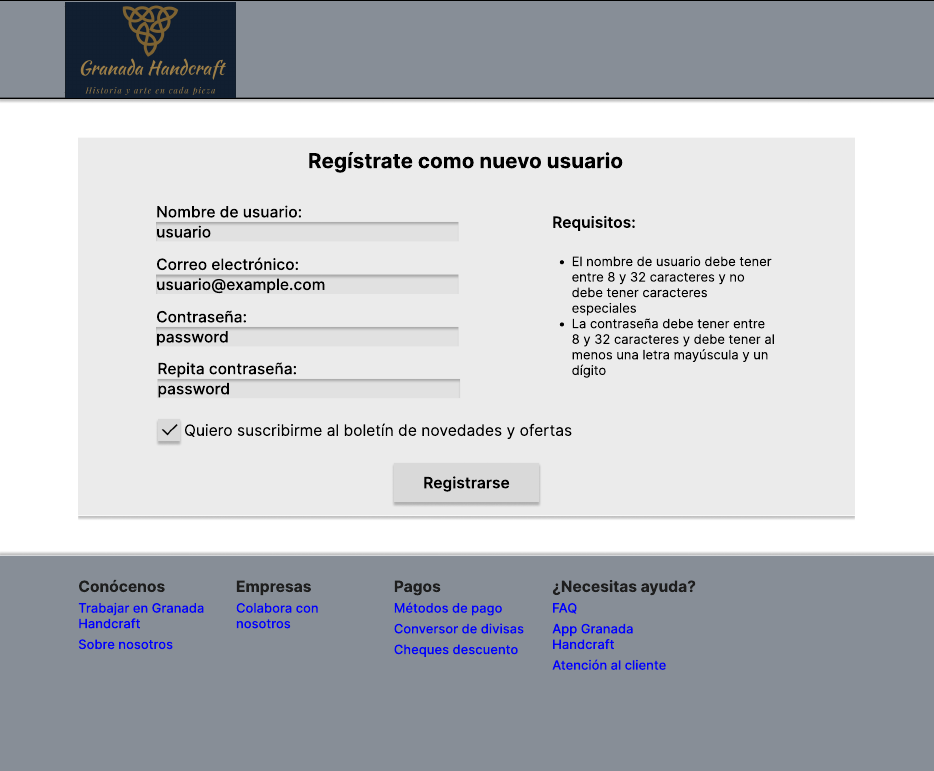 Granada Handcraft
Historia y arte en cada pieza
Regístrate como nuevo usuario
Nombre de usuario:
usuario
Correo electrónico:
usuario@example.com
Contraseña:
password
Repita contraseña:
password
Requisitos:
El nombre de usuario debe tener
entre 8 y 32 caracteres y no
debe tener caracteres
especiales
La contraseña debe tener entre
8 y 32 caracteres y debe tener al
menos una letra mayúscula y un
dígito
Quiero suscribirme al boletín de novedades y ofertas
Registrarse
Conócenos
Trabajar en Granada
Handcraft
Sobre nosotros
Empresas
Colabora con
nosotros
Pagos
Métodos de pago
Conversor de divisas
Cheques descuento
¿Necesitas ayuda?
FAQ
App Granada
Handcraft
Atención al cliente